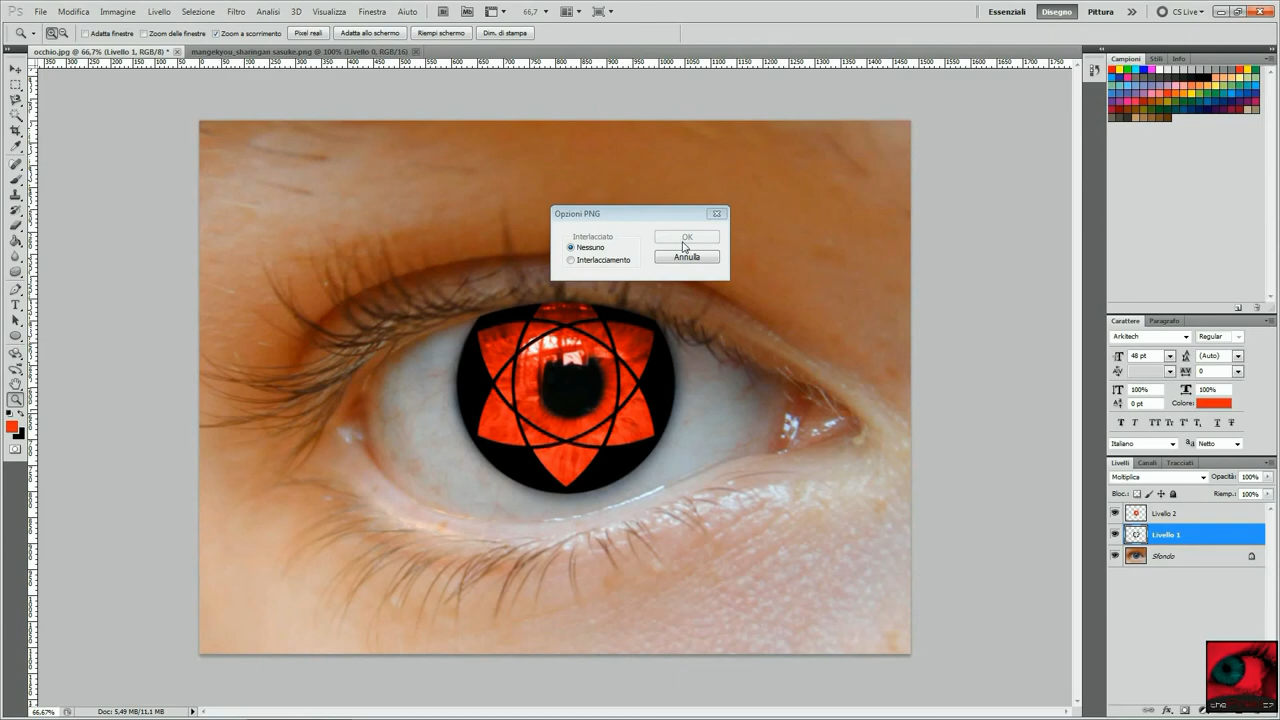 Ps
File Modifica Immagine Livello Selezione Filtro Analisi 3D Visualizza Finestra Aiuto
Br Mb 66,7
Essenziali Disegno Pittura CS Live
Adatta finestra Zoom delle finestre Zoom a scorrimento Pixel reali Adatta allo schermo Riempi schermo Dim. di stampa
occhio.jpg @ 66,7% (Livello 1, RGB/8) * mangekyou_sharingan sasuke.png @ 100% (Livello 0, RGB/16)
Campioni Stili Info
Opzioni PNG
Interlacciato
Nessuno
Interlacciamento
OK
Annulla
Carattere Paragrafo
Arkitech Regular
48 pt (Auto)
0
100% 100%
0 pt Colore:
Italiano Netto
Livelli Canali Tracciati
Moltiplica Opacità: 100%
Bloc.: Riemp.: 100%
Livello 2
Livello 1
Sfondo
66.67% Doc: 5,49 MB/11,1 MB